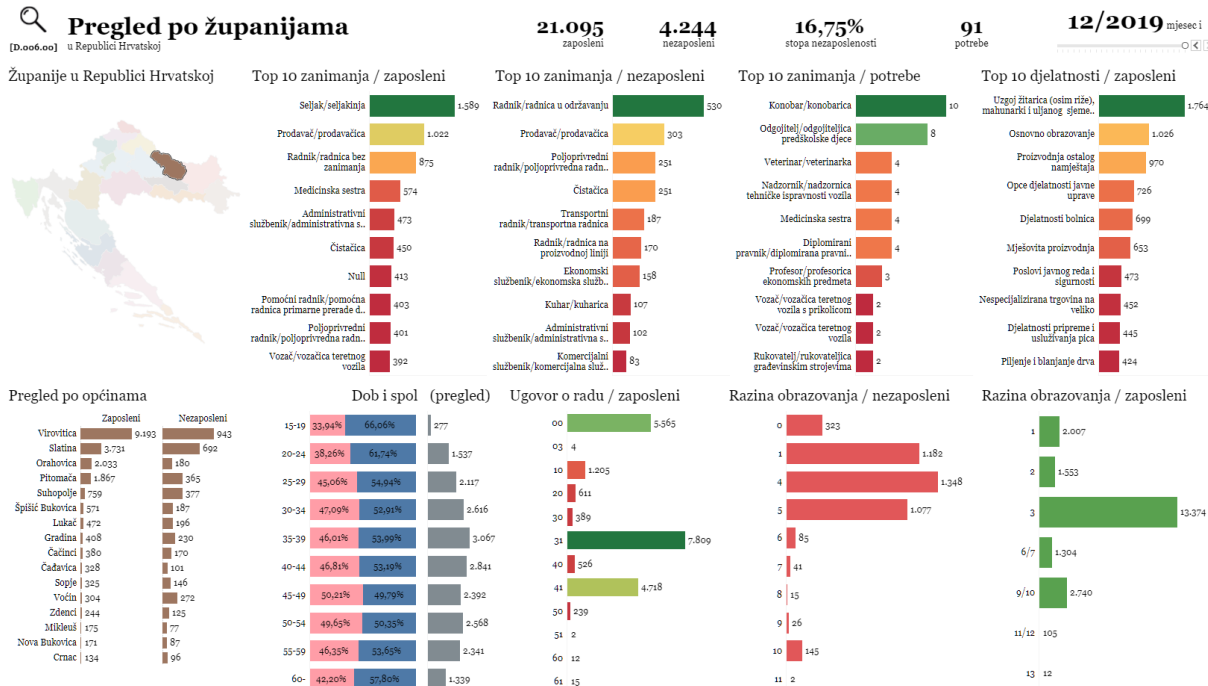 Pregled po županijama
[D.006.00] u Republici Hrvatskoj
21.095
zaposleni
4.244
nezaposleni
16,75%
stopa nezaposlenosti
91
potrebe
12/2019 mjesec i
Županije u Republici Hrvatskoj
Top 10 zanimanja / zaposleni
Seljak/seljakinja 1.589
Prodavač/prodavačica 1.022
Radnik/radnica bez
zanimanja 875
Medicinska sestra 574
Administrativni
službenik/administrativna s.. 473
Čistačica 450
Null 413
Pomoćni radnik/pomoćna
radnica primarne prerade d.. 403
Poljoprivredni
radnik/poljoprivredna radn.. 401
Vozač/vozačica teretnog
vozila 392
Top 10 zanimanja / nezaposleni
Radnik/radnica u održavanju 530
Prodavač/prodavačica 303
Poljoprivredni
radnik/poljoprivredna radn.. 251
Čistačica 251
Transportni
radnik/transportna radnica 187
Radnik/radnica na
proizvodnoj liniji 170
Ekonomski
službenik/ekonomska služb.. 158
Kuhar/kuharica 107
Administrativni
službenik/administrativna s.. 102
Komercijalni
službenik/komercijalna služ.. 83
Top 10 zanimanja / potrebe
Konobar/konobarica 10
Odgojitelj/odgojiteljica
predškolske djece 8
Veterinar/veterinarka 4
Nadzornik/nadzornica
tehničke ispravnosti vozila 4
Medicinska sestra 4
Diplomirani
pravnik/diplomirana pravni.. 4
Profesor/profesorica
ekonomskih predmeta 3
Vozač/vozačica teretnog
vozila s prikolicom 2
Vozač/vozačica teretnog
vozila 2
Rukovatelj/rukovateljica
građevinskim strojevima 2
Top 10 djelatnosti / zaposleni
Uzgoj žitarica (osim riže),
mahunarki i uljanog sjeme.. 1.764
Osnovno obrazovanje 1.026
Proizvodnja ostalog
namještaja 970
Opce djelatnosti javne
uprave 726
Djelatnosti bolnica 699
Mješovita proizvodnja 653
Poslovi javnog reda i
sigurnosti 473
Nespecijalizirana trgovina na
veliko 452
Djelatnosti pripreme i
usluživanja pica 445
Piljenje i blanjanje drva 424
Pregled po općinama
Zaposleni Nezaposleni
Virovitica 9.193 943
Slatina 3.731 692
Orahovica 2.033 180
Pitomača 1.867 365
Suhopolje 759 377
Špišić Bukovica 571 187
Lukač 472 196
Gradina 408 230
Čačinci 380 170
Čađavica 328 101
Sopje 325 146
Voćin 304 272
Zdenci 244 125
Mikleuš 175 77
Nova Bukovica 171 87
Crnac 134 96
Dob i spol (pregled)
15-19 33,94% 66,06% 277
20-24 38,26% 61,74% 1.537
25-29 45,06% 54,94% 2.117
30-34 47,09% 52,91% 2.616
35-39 46,01% 53,99% 3.067
40-44 46,81% 53,19% 2.841
45-49 50,21% 49,79% 2.392
50-54 49,65% 50,35% 2.568
55-59 46,35% 53,65% 2.341
60- 42,20% 57,80% 1.339
Ugovor o radu / zaposleni
00 5.565
03 4
10 1.205
20 611
30 389
31 7.809
40 526
41 4.718
50 239
51 2
60 12
61 15
Razina obrazovanja / nezaposleni
0 323
1 1.182
4 1.348
5 1.077
6 85
7 41
8 15
9 26
10 145
11 2
Razina obrazovanja / zaposleni
1 2.007
2 1.553
3 13.374
6/7 1.304
9/10 2.740
11/12 105
13 12